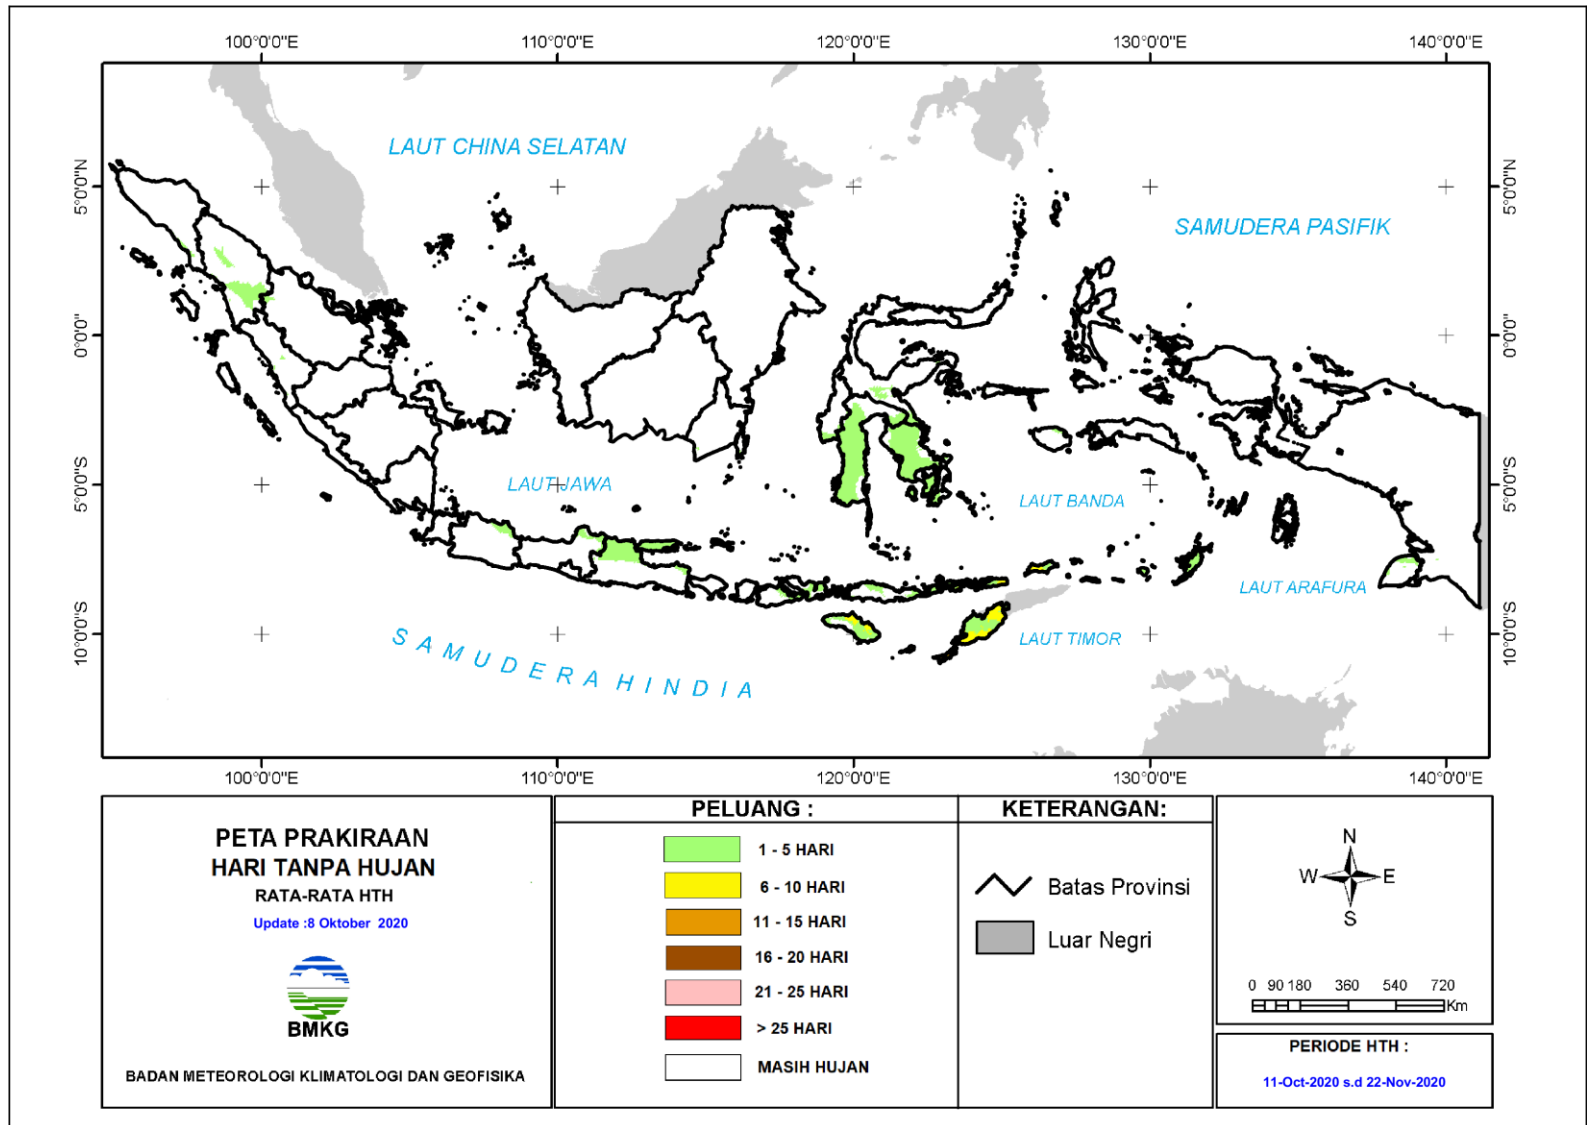 100°0'0"E 110°0'0"E 120°0'0"E 130°0'0"E 140°0'0"E
LAUT CHINA SELATAN
5°0'0"N 5°0'0"N
SAMUDERA PASIFIK
0°0'0" 0°0'0"
5°0'0"S 5°0'0"S
LAUT JAWA
LAUT BANDA
LAUT ARAFURA
10°0'0"S 10°0'0"S
LAUT TIMOR
SAMUDERA HINDIA
100°0'0"E 110°0'0"E 120°0'0"E 130°0'0"E 140°0'0"E
PETA PRAKIRAAN
HARI TANPA HUJAN
RATA-RATA HTH
Update :8 Oktober 2020
BMKG
BADAN METEOROLOGI KLIMATOLOGI DAN GEOFISIKA
PELUANG :
1 - 5 HARI
6 - 10 HARI
11 - 15 HARI
16 - 20 HARI
21 - 25 HARI
> 25 HARI
MASIH HUJAN
KETERANGAN:
Batas Provinsi
Luar Negri
N
W E
S
0 90 180 360 540 720
Km
PERIODE HTH :
11-Oct-2020 s.d 22-Nov-2020